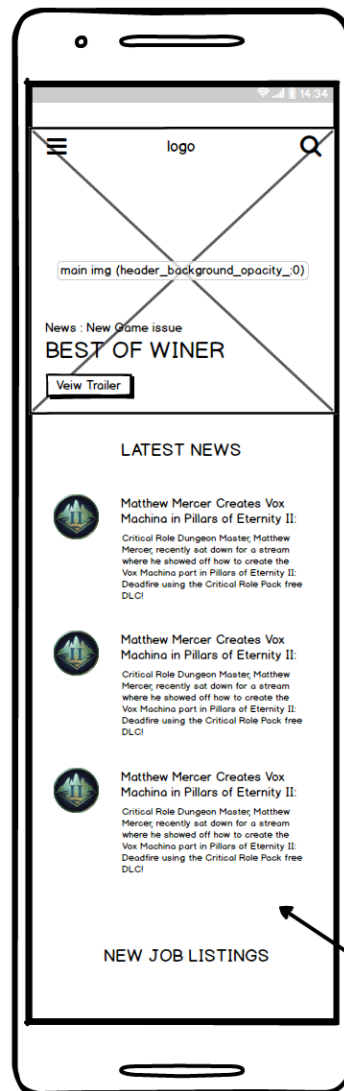 14:34
logo
main img (header_background_opacity_:0)
News : New Game issue
BEST OF WINER
Veiw Trailer
LATEST NEWS
II
Matthew Mercer Creates Vox
Machina in Pillars of Eternity II:
Critical Role Dungeon Master, Matthew
Mercer, recently sat down for a stream
where he showed off how to create the
Vox Machina part in Pillars of Eternity II:
Deadfire using the Critical Role Pack free
DLC!
II
Matthew Mercer Creates Vox
Machina in Pillars of Eternity II:
Critical Role Dungeon Master, Matthew
Mercer, recently sat down for a stream
where he showed off how to create the
Vox Machina part in Pillars of Eternity II:
Deadfire using the Critical Role Pack free
DLC!
II
Matthew Mercer Creates Vox
Machina in Pillars of Eternity II:
Critical Role Dungeon Master, Matthew
Mercer, recently sat down for a stream
where he showed off how to create the
Vox Machina part in Pillars of Eternity II:
Deadfire using the Critical Role Pack free
DLC!
NEW JOB LISTINGS